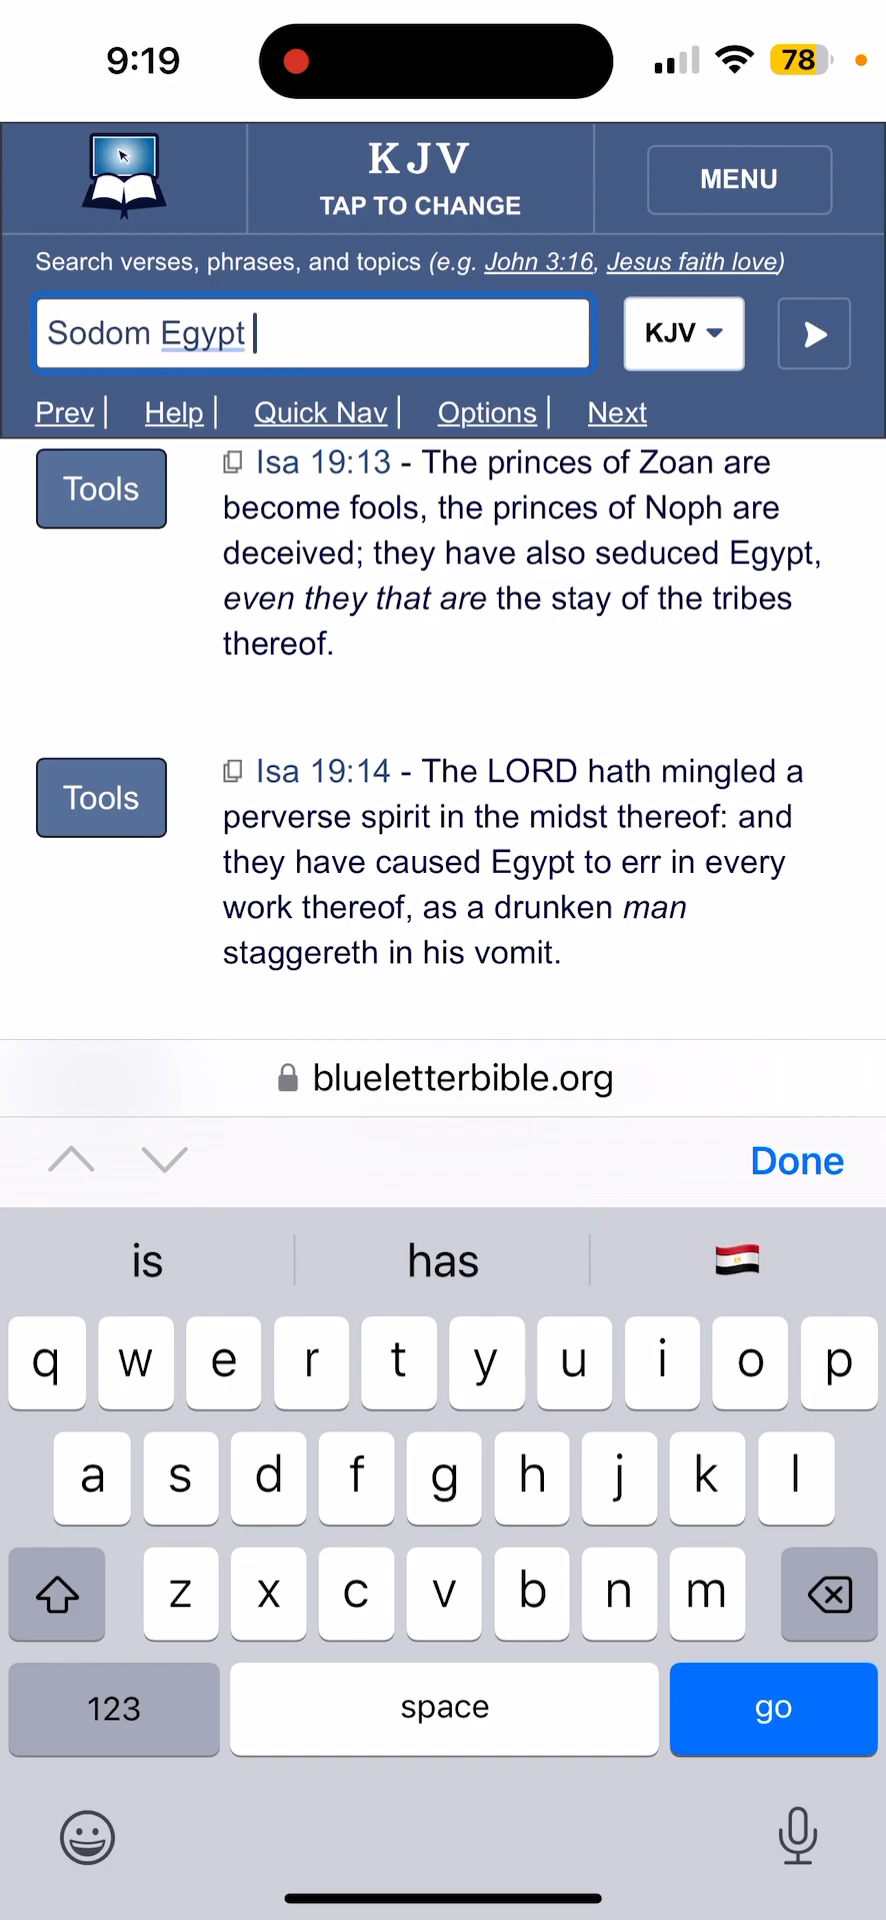 9:19
78
KJV
TAP TO CHANGE
MENU
Search verses, phrases, and topics (e.g. John 3:16, Jesus faith love)
Sodom Egypt
KJV
Prev | Help | Quick Nav | Options | Next
Tools
Isa 19:13 - The princes of Zoan are
become fools, the princes of Noph are
deceived; they have also seduced Egypt,
even they that are the stay of the tribes
thereof.
Tools
Isa 19:14 - The LORD hath mingled a
perverse spirit in the midst thereof: and
they have caused Egypt to err in every
work thereof, as a drunken man
staggereth in his vomit.
blueletterbible.org
Done
is has 🇪🇬
q w e r t y u i o p
a s d f g h j k l
z x c v b n m
123 space go